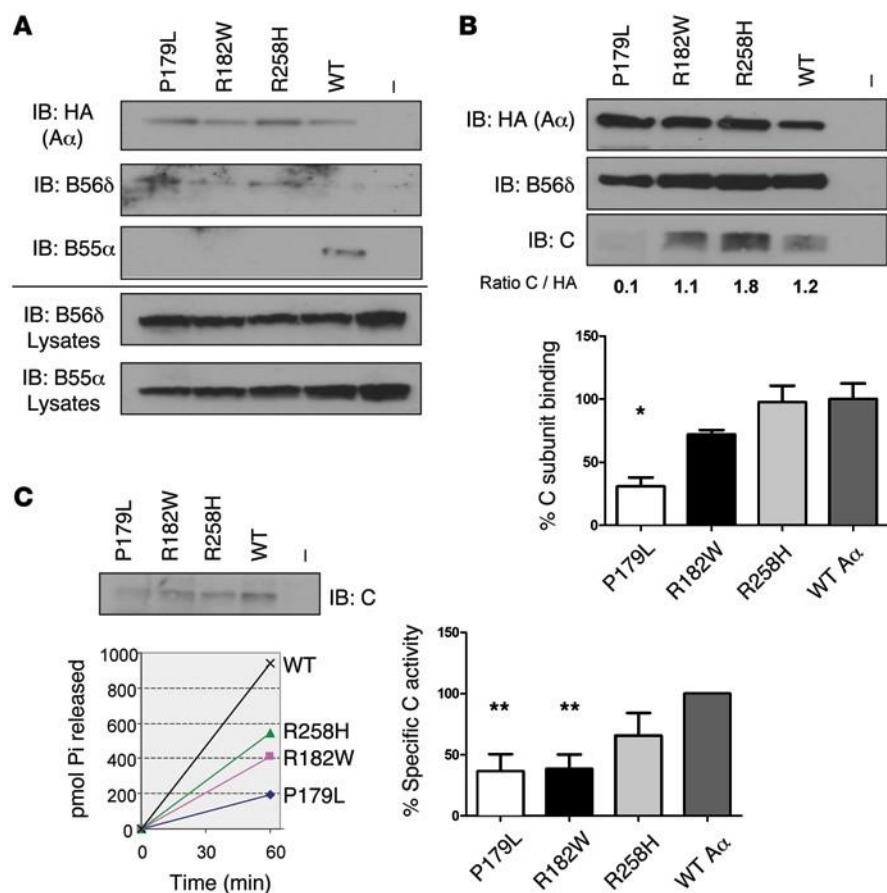 A
P179L
R182W
R258H
WT
–
IB: HA
(Aα)
IB: B56δ
IB: B55α
IB: B56δ
Lysates
IB: B55α
Lysates
B
P179L
R182W
R258H
WT
–
IB: HA (Aα)
IB: B56δ
IB: C
Ratio C / HA 0.1 1.1 1.8 1.2
% C subunit binding
150
100
50
0
*
P179L
R182W
R258H
WT Aα
C
P179L
R182W
R258H
WT
–
IB: C
pmol Pi released
1000
800
600
400
200
0
WT
R258H
R182W
P179L
0 30 60
Time (min)
% Specific C activity
150
100
50
0
**
**
P179L
R182W
R258H
WT Aα